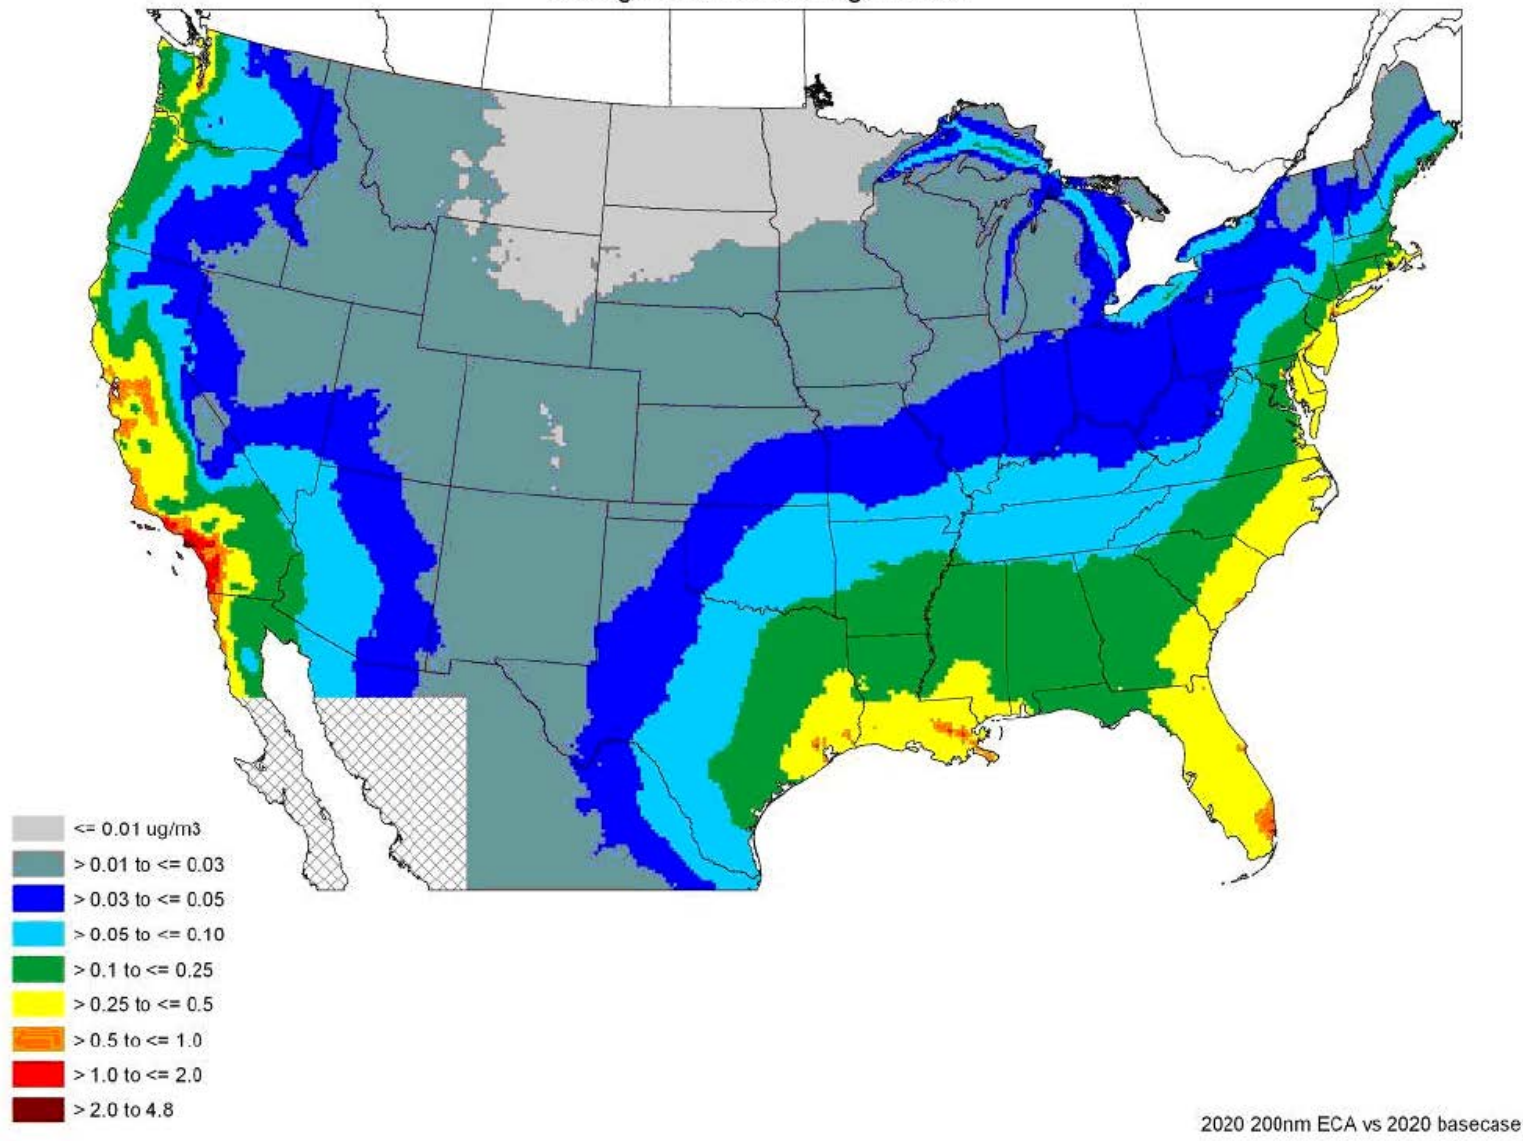 <= 0.01 ug/m3
> 0.01 to <= 0.03
> 0.03 to <= 0.05
> 0.05 to <= 0.10
> 0.1 to <= 0.25
> 0.25 to <= 0.5
> 0.5 to <= 1.0
> 1.0 to <= 2.0
> 2.0 to 4.8
2020 200nm ECA vs 2020 basecase